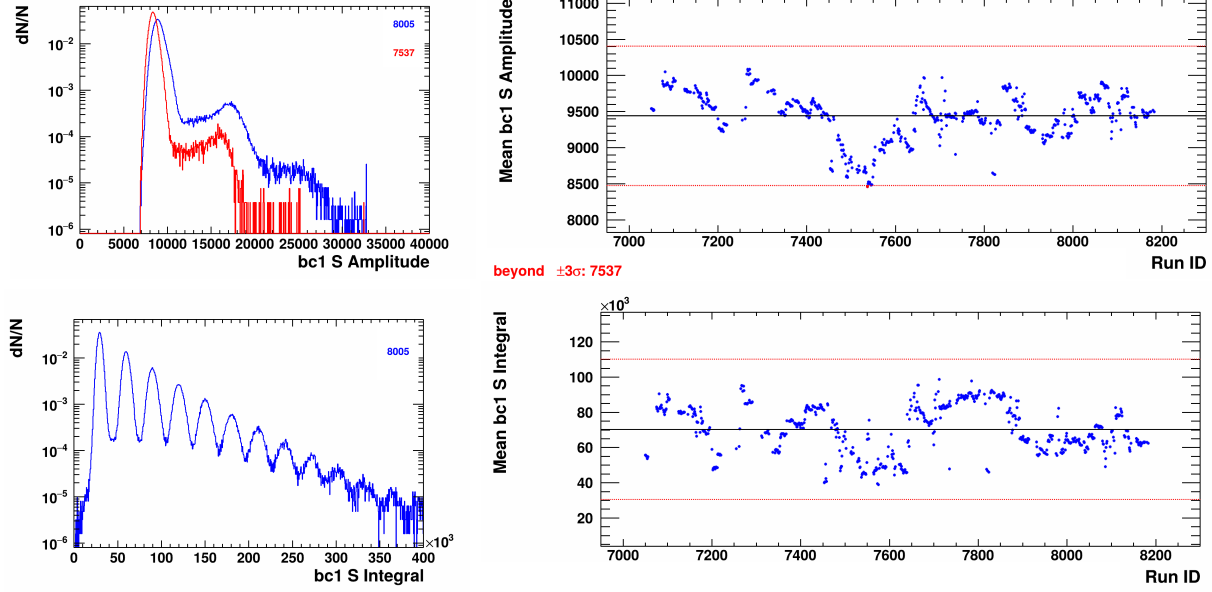 dN/N
10⁻²
10⁻³
10⁻⁴
10⁻⁵
10⁻⁶
8005
7537
0 5000 10000 15000 20000 25000 30000 35000 40000
bc1 S Amplitude
Mean bc1 S Amplitude
11000
10500
10000
9500
9000
8500
8000
7000 7200 7400 7600 7800 8000 8200
Run ID
beyond ±3σ: 7537
dN/N
10⁻²
10⁻³
10⁻⁴
10⁻⁵
10⁻⁶
8005
0 50 100 150 200 250 300 350 400
×10³
bc1 S Integral
Mean bc1 S Integral
×10³
120
100
80
60
40
20
7000 7200 7400 7600 7800 8000 8200
Run ID